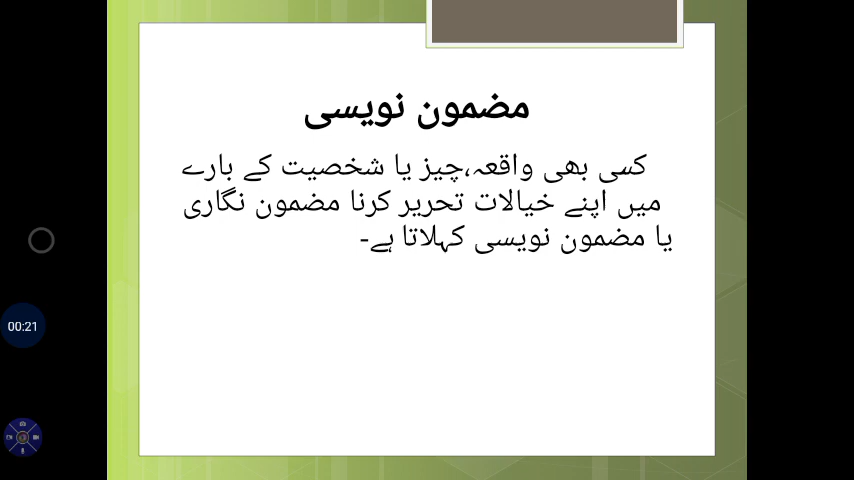 مضمون نویسی
کسی بھی واقعہ،چیز یا شخصیت کے بارے
میں اپنے خیالات تحریر کرنا مضمون نگاری
یا مضمون نویسی کہلاتا ہے-
00:21